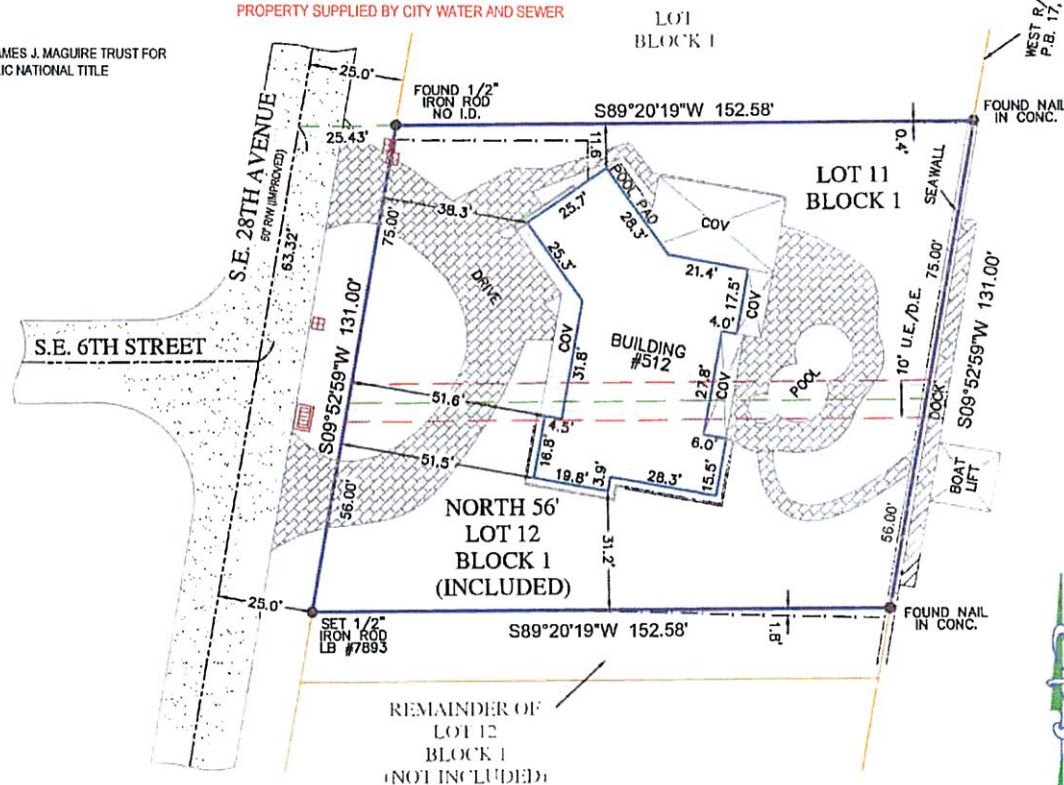 PROPERTY SUPPLIED BY CITY WATER AND SEWER
AMES J. MAGUIRE TRUST FOR
IC NATIONAL TITLE
LOT
BLOCK 1
WEST R/
P.B. 17,
25.0'
FOUND 1/2"
IRON ROD
NO I.D.
S89°20'19"W 152.58'
FOUND NAIL
IN CONC.
25.43'
11.6'
0.4'
S.E. 28TH AVENUE
60' R/W (IMPROVED)
63.32'
LOT 11
BLOCK 1
SEAWALL
POOL PAD
25.7'
28.3'
COV
38.3'
75.00'
25.3'
21.4'
75.00'
DRIVE
17.5'
COV
4.0'
S09°52'59"W 131.00'
S.E. 6TH STREET
COV
31.8'
BUILDING
#512
27.8'
COV
POOL
10' U.E./D.E.
DOCK
S09°52'59"W 131.00'
51.6'
4.5'
6.0'
16.8'
51.5'
19.8'
3.9'
28.3'
15.5'
BOAT
LIFT
56.00'
56.00'
NORTH 56'
LOT 12
BLOCK 1
(INCLUDED)
31.2'
25.0'
SET 1/2"
IRON ROD
LB #7893
S89°20'19"W 152.58'
1.8'
FOUND NAIL
IN CONC.
REMAINDER OF
LOT 12
BLOCK 1
(NOT INCLUDED)